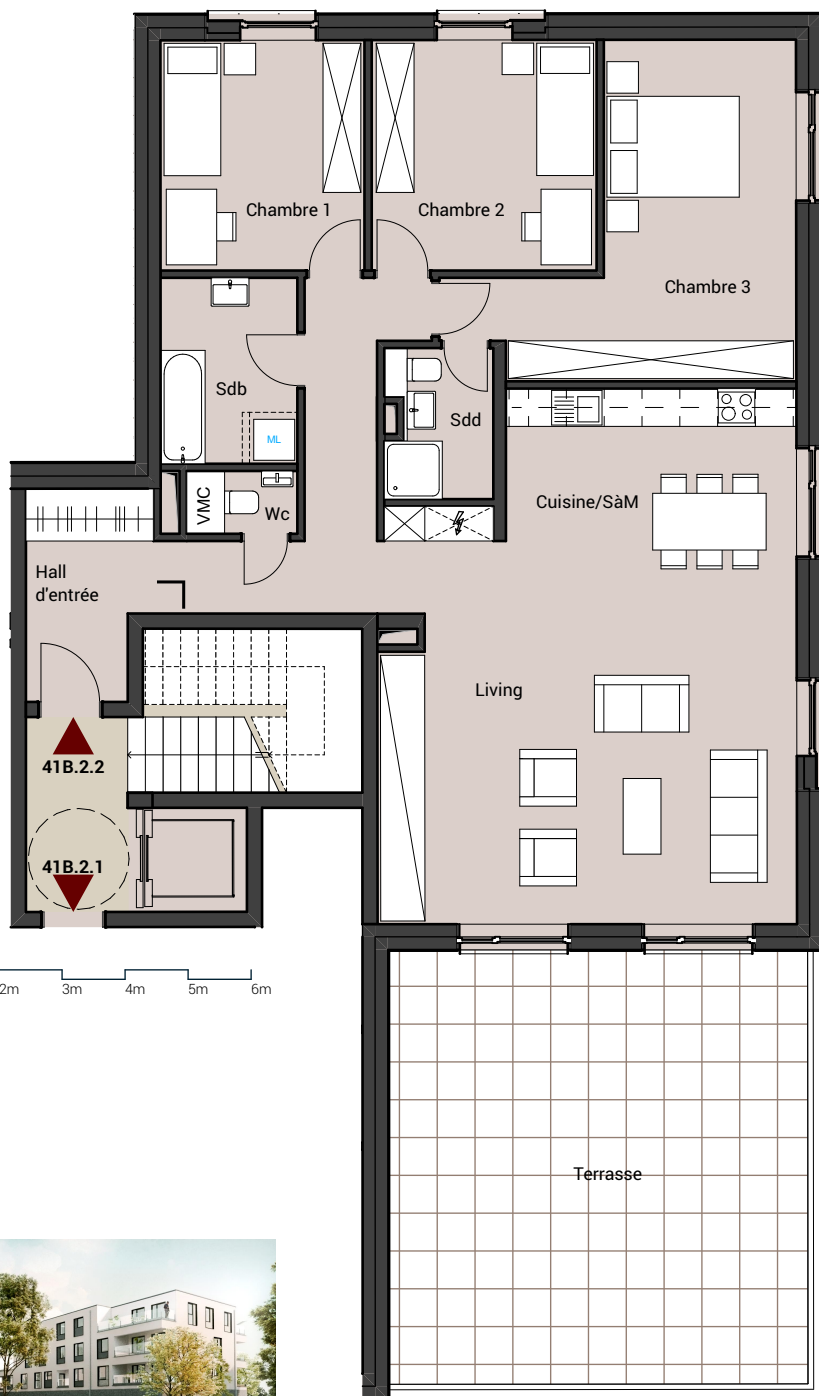 Chambre 1
Chambre 2
Chambre 3
Sdb
Sdd
ML
VMC
Wc
Cuisine/SàM
Hall
d'entrée
Living
41B.2.2
41B.2.1
2m 3m 4m 5m 6m
Terrasse